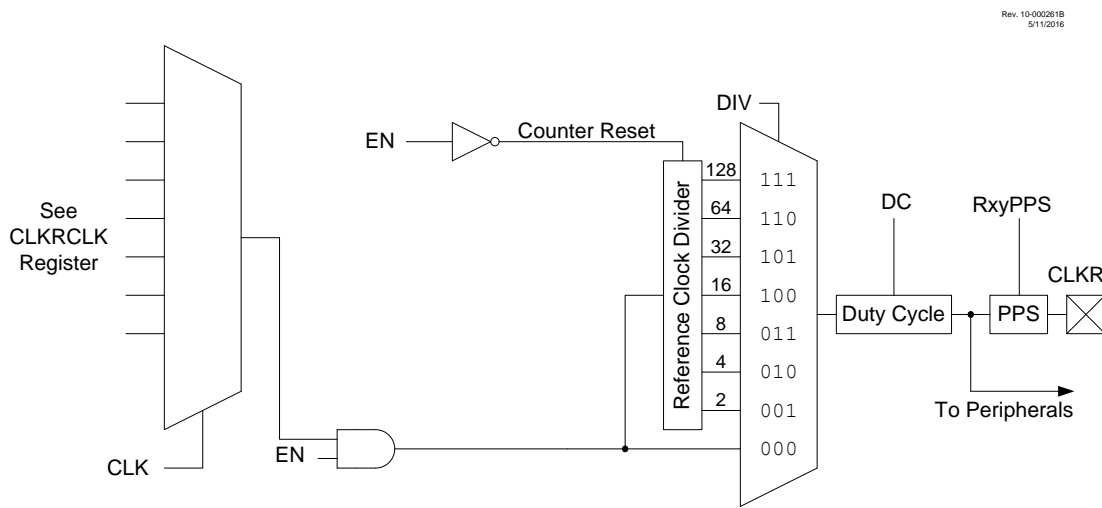 Rev. 10-000261B
5/11/2016
DIV
EN
Counter Reset
See
CLKRCLK
Register
Reference Clock Divider
128
111
64
110
32
101
16
100
8
011
4
010
2
001
000
DC
RxyPPS
CLKR
Duty Cycle
PPS
To Peripherals
EN
CLK